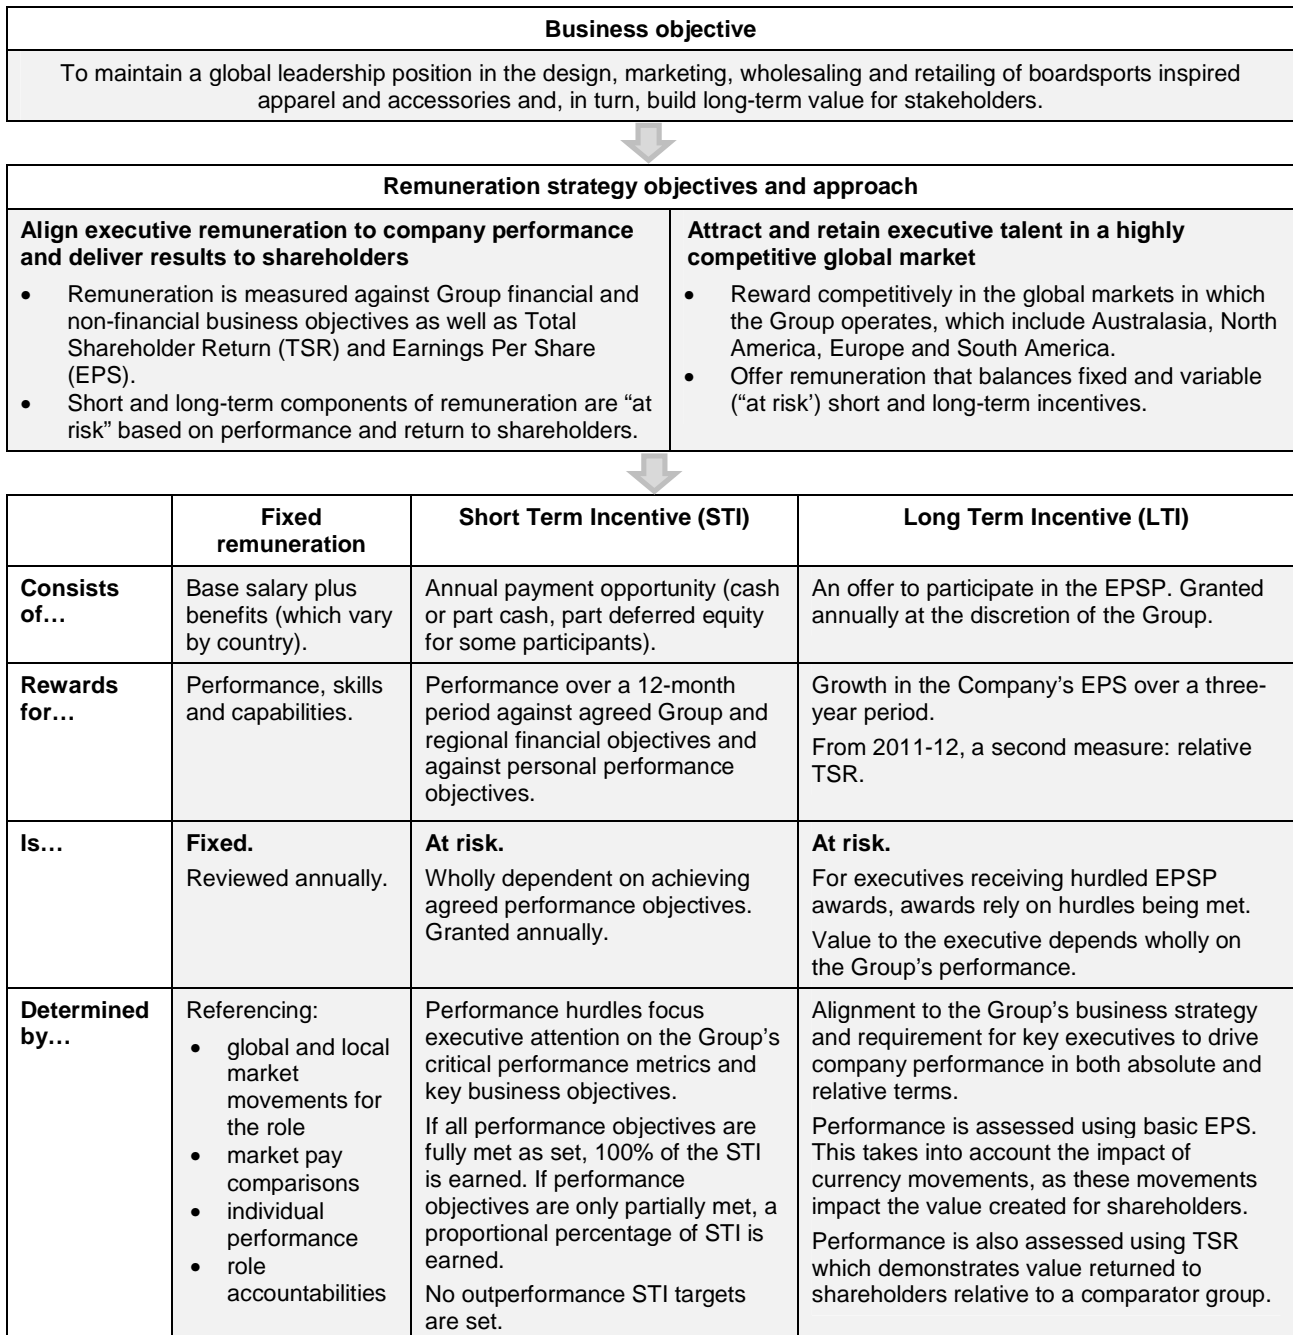 Business objective
To maintain a global leadership position in the design, marketing, wholesaling and retailing of boardsports inspired
apparel and accessories and, in turn, build long-term value for stakeholders.
Remuneration strategy objectives and approach
Align executive remuneration to company performance
and deliver results to shareholders
• Remuneration is measured against Group financial and
non-financial business objectives as well as Total
Shareholder Return (TSR) and Earnings Per Share
(EPS).
• Short and long-term components of remuneration are “at
risk” based on performance and return to shareholders.
Attract and retain executive talent in a highly
competitive global market
• Reward competitively in the global markets in which
the Group operates, which include Australasia, North
America, Europe and South America.
• Offer remuneration that balances fixed and variable
(“at risk’) short and long-term incentives.
Fixed
remuneration
Short Term Incentive (STI)
Long Term Incentive (LTI)
Consists
of…
Base salary plus
benefits (which vary
by country).
Annual payment opportunity (cash
or part cash, part deferred equity
for some participants).
An offer to participate in the EPSP. Granted
annually at the discretion of the Group.
Rewards
for…
Performance, skills
and capabilities.
Performance over a 12-month
period against agreed Group and
regional financial objectives and
against personal performance
objectives.
Growth in the Company’s EPS over a three-
year period.
From 2011-12, a second measure: relative
TSR.
Is…
Fixed.
Reviewed annually.
At risk.
Wholly dependent on achieving
agreed performance objectives.
Granted annually.
At risk.
For executives receiving hurdled EPSP
awards, awards rely on hurdles being met.
Value to the executive depends wholly on
the Group’s performance.
Determined
by…
Referencing:
• global and local
market
movements for
the role
• market pay
comparisons
• individual
performance
• role
accountabilities
Performance hurdles focus
executive attention on the Group’s
critical performance metrics and
key business objectives.
If all performance objectives are
fully met as set, 100% of the STI
is earned. If performance
objectives are only partially met, a
proportional percentage of STI is
earned.
No outperformance STI targets
are set.
Alignment to the Group’s business strategy
and requirement for key executives to drive
company performance in both absolute and
relative terms.
Performance is assessed using basic EPS.
This takes into account the impact of
currency movements, as these movements
impact the value created for shareholders.
Performance is also assessed using TSR
which demonstrates value returned to
shareholders relative to a comparator group.